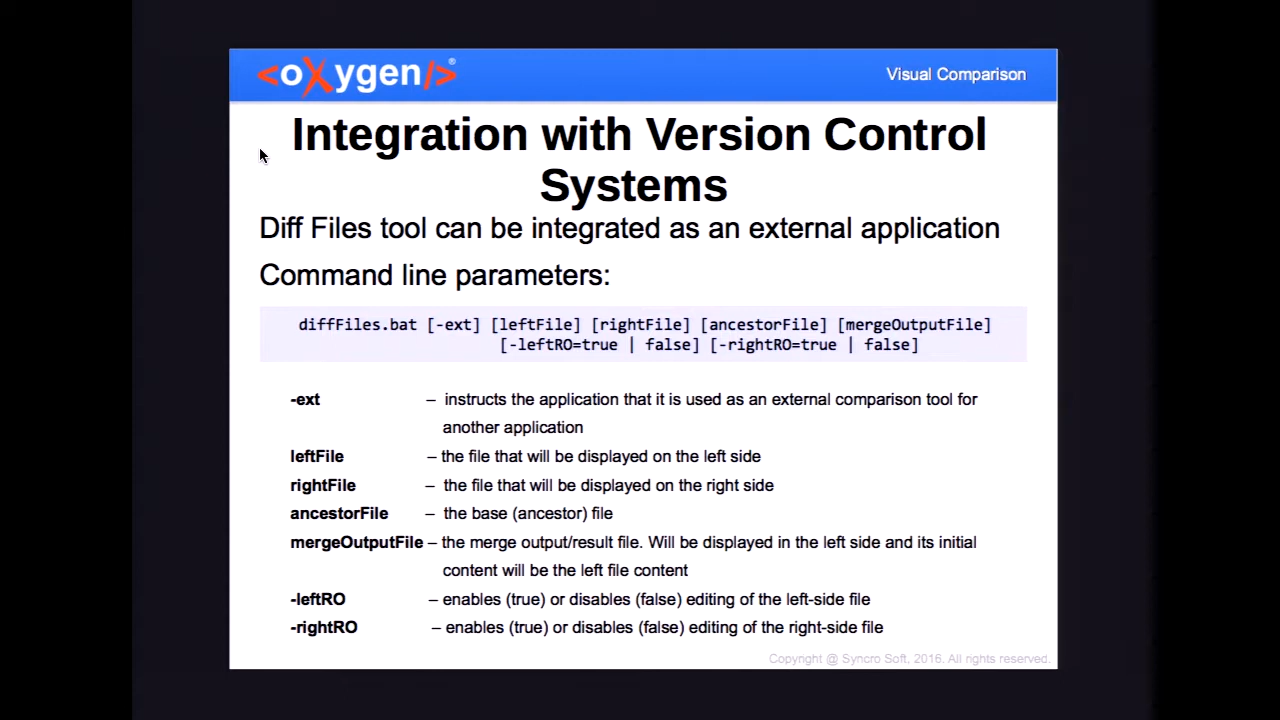 <oXygen/>®
Visual Comparison
Integration with Version Control
Systems
Diff Files tool can be integrated as an external application
Command line parameters:
diffFiles.bat [-ext] [leftFile] [rightFile] [ancestorFile] [mergeOutputFile]
[-leftRO=true | false] [-rightRO=true | false]
-ext – instructs the application that it is used as an external comparison tool for
another application
leftFile – the file that will be displayed on the left side
rightFile – the file that will be displayed on the right side
ancestorFile – the base (ancestor) file
mergeOutputFile – the merge output/result file. Will be displayed in the left side and its initial
content will be the left file content
-leftRO – enables (true) or disables (false) editing of the left-side file
-rightRO – enables (true) or disables (false) editing of the right-side file
Copyright @ Syncro Soft, 2016. All rights reserved.